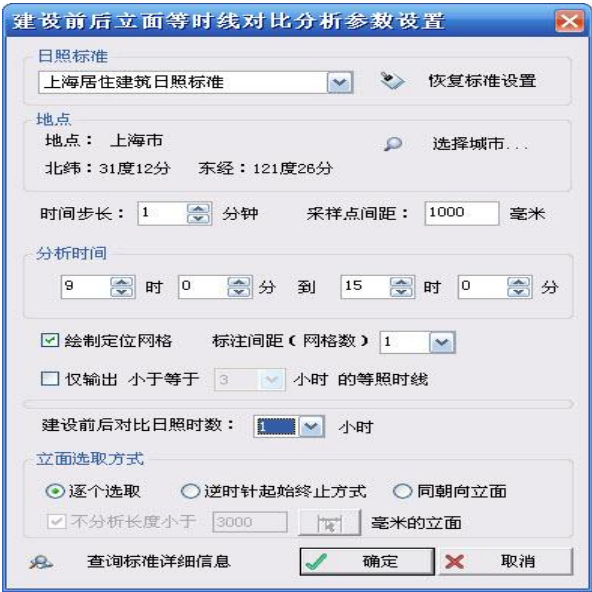 建设前后立面等时线对比分析参数设置
日照标准
上海居住建筑日照标准 恢复标准设置
地点
地点： 上海市 选择城市...
北纬：31度12分 东经：121度26分
时间步长： 1 分钟 采样点间距： 1000 毫米
分析时间
9 时 0 分 到 15 时 0 分
绘制定位网格 标注间距(网格数) 1
仅输出 小于等于 3 小时 的等照时线
建设前后对比日照时数： 1 小时
立面选取方式
逐个选取 逆时针起始终止方式 同朝向立面
不分析长度小于 3000 毫米的立面
查询标准详细信息 确定 取消